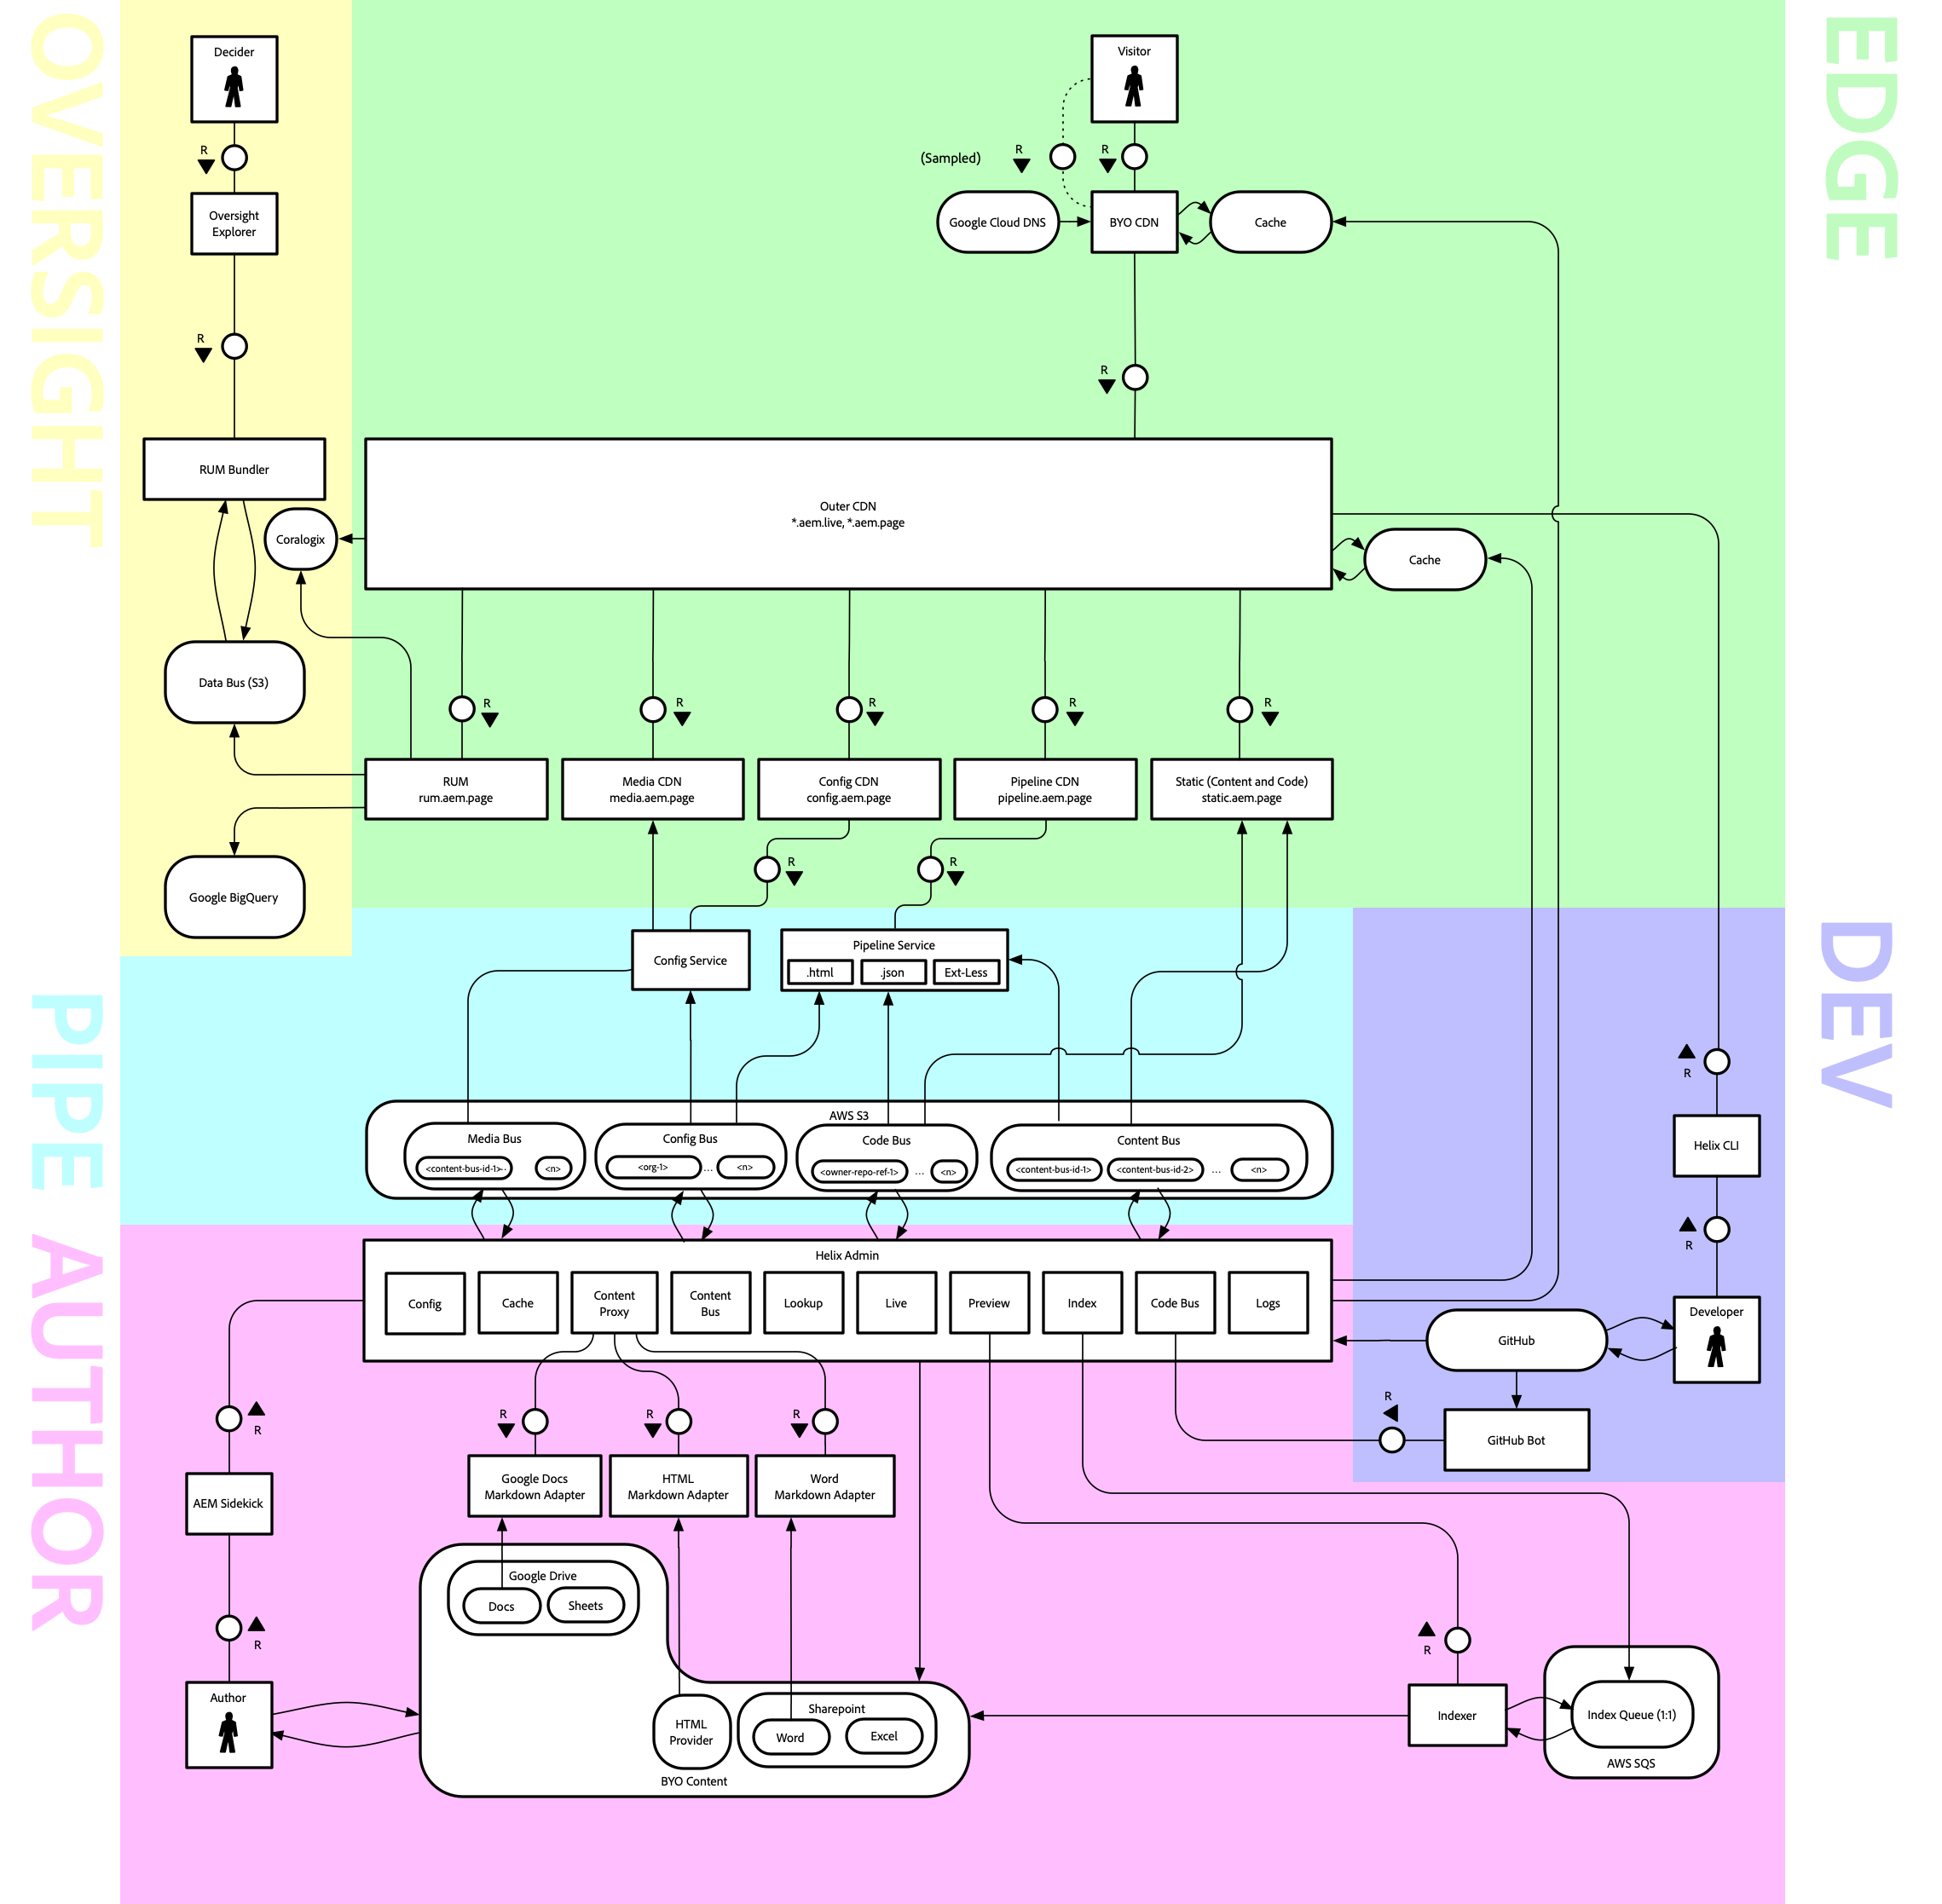 OVERSIGHT
EDGE
PIPE
DEV
AUTHOR
Decider
R
Oversight
Explorer
R
RUM Bundler
Coralogix
Data Bus (S3)
Google BigQuery
Visitor
(Sampled)
R
R
Google Cloud DNS
BYO CDN
Cache
R
Outer CDN
*.aem.live, *.aem.page
Cache
R
R
R
R
R
RUM
rum.aem.page
Media CDN
media.aem.page
Config CDN
config.aem.page
Pipeline CDN
pipeline.aem.page
Static (Content and Code)
static.aem.page
R
R
Config Service
Pipeline Service
.html
.json
Ext-Less
AWS S3
Media Bus
<content-bus-id-1>
..
<n>
Config Bus
<org-1>
...
<n>
Code Bus
<owner-repo-ref-1>
...
<n>
Content Bus
<content-bus-id-1>
<content-bus-id-2>
...
<n>
R
Helix CLI
R
Developer
GitHub
R
GitHub Bot
Helix Admin
Config
Cache
Content
Proxy
Content
Bus
Lookup
Live
Preview
Index
Code Bus
Logs
R
R
R
R
AEM Sidekick
Google Docs
Markdown Adapter
HTML
Markdown Adapter
Word
Markdown Adapter
R
Author
Google Drive
Docs
Sheets
HTML
Provider
Sharepoint
Word
Excel
BYO Content
R
Indexer
Index Queue (1:1)
AWS SQS